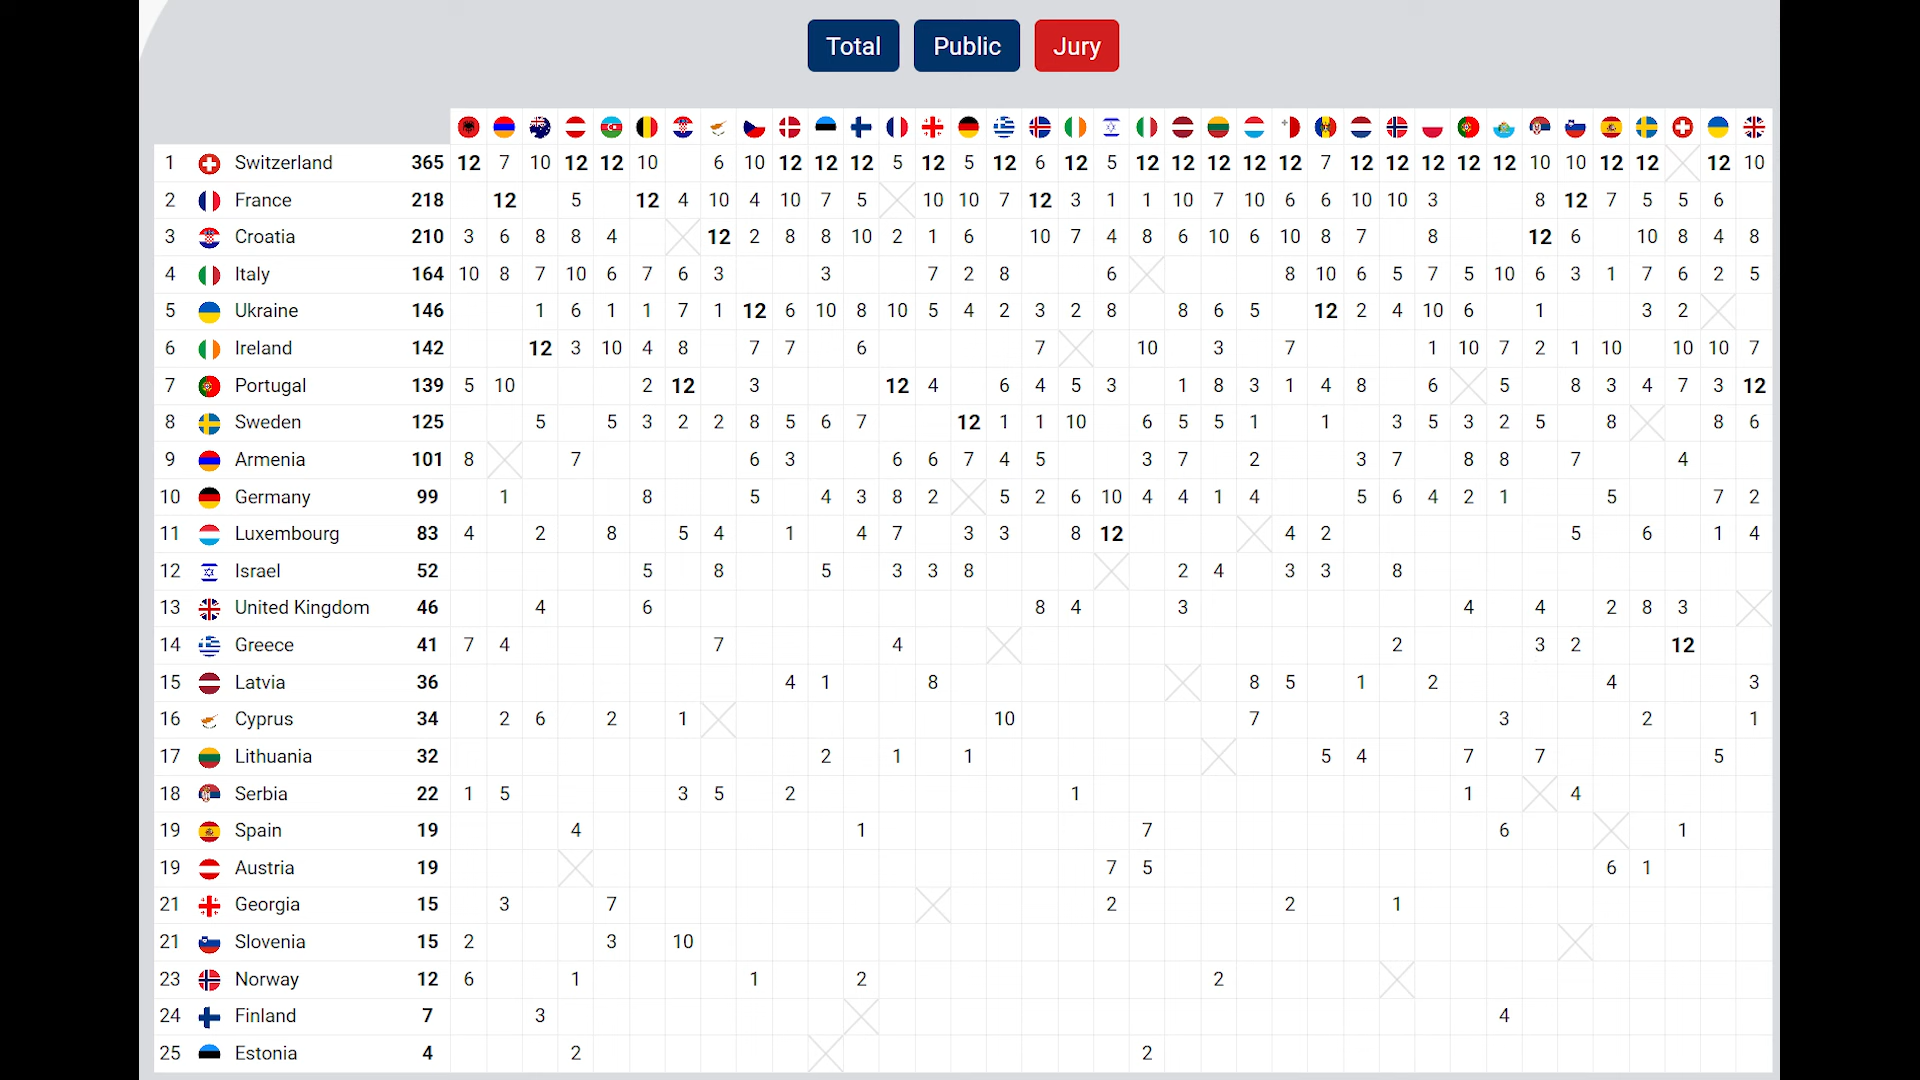 Total Public Jury
1 Switzerland 365 12 7 10 12 12 10 6 10 12 12 12 5 12 5 12 6 12 5 12 12 12 12 12 7 12 12 12 12 12 10 10 12 12 12 10
2 France 218 12 5 12 4 10 4 10 7 5 10 10 7 12 3 1 1 10 7 10 6 6 10 10 3 8 12 7 5 5 6
3 Croatia 210 3 6 8 8 4 12 2 8 8 10 2 1 6 10 7 4 8 6 10 6 10 8 7 8 12 6 10 8 4 8
4 Italy 164 10 8 7 10 6 7 6 3 3 7 2 8 6 8 10 6 5 7 5 10 6 3 1 7 6 2 5
5 Ukraine 146 1 6 1 1 7 1 12 6 10 8 10 5 4 2 3 2 8 8 6 5 12 2 4 10 6 1 3 2
6 Ireland 142 12 3 10 4 8 7 7 6 7 10 3 7 1 10 7 2 1 10 10 10 7
7 Portugal 139 5 10 2 12 3 12 4 6 4 5 3 1 8 3 1 4 8 6 5 8 3 4 7 3 12
8 Sweden 125 5 5 3 2 2 8 5 6 7 12 1 1 10 6 5 5 1 1 3 5 3 2 5 8 8 6
9 Armenia 101 8 7 6 3 6 6 7 4 5 3 7 2 3 7 8 8 7 4
10 Germany 99 1 8 5 4 3 8 2 5 2 6 10 4 4 1 4 5 6 4 2 1 5 7 2
11 Luxembourg 83 4 2 8 5 4 1 4 7 3 3 8 12 4 2 5 6 1 4
12 Israel 52 5 8 5 3 3 8 2 4 3 3 8
13 United Kingdom 46 4 6 8 4 3 4 4 2 8 3
14 Greece 41 7 4 7 4 2 3 2 12
15 Latvia 36 4 1 8 8 5 1 2 4 3
16 Cyprus 34 2 6 2 1 10 7 3 2 1
17 Lithuania 32 2 1 1 5 4 7 7 5
18 Serbia 22 1 5 3 5 2 1 1 4
19 Spain 19 4 1 7 6 1
19 Austria 19 7 5 6 1
21 Georgia 15 3 7 2 2 1
21 Slovenia 15 2 3 10
23 Norway 12 6 1 1 2 2
24 Finland 7 3 4
25 Estonia 4 2 2